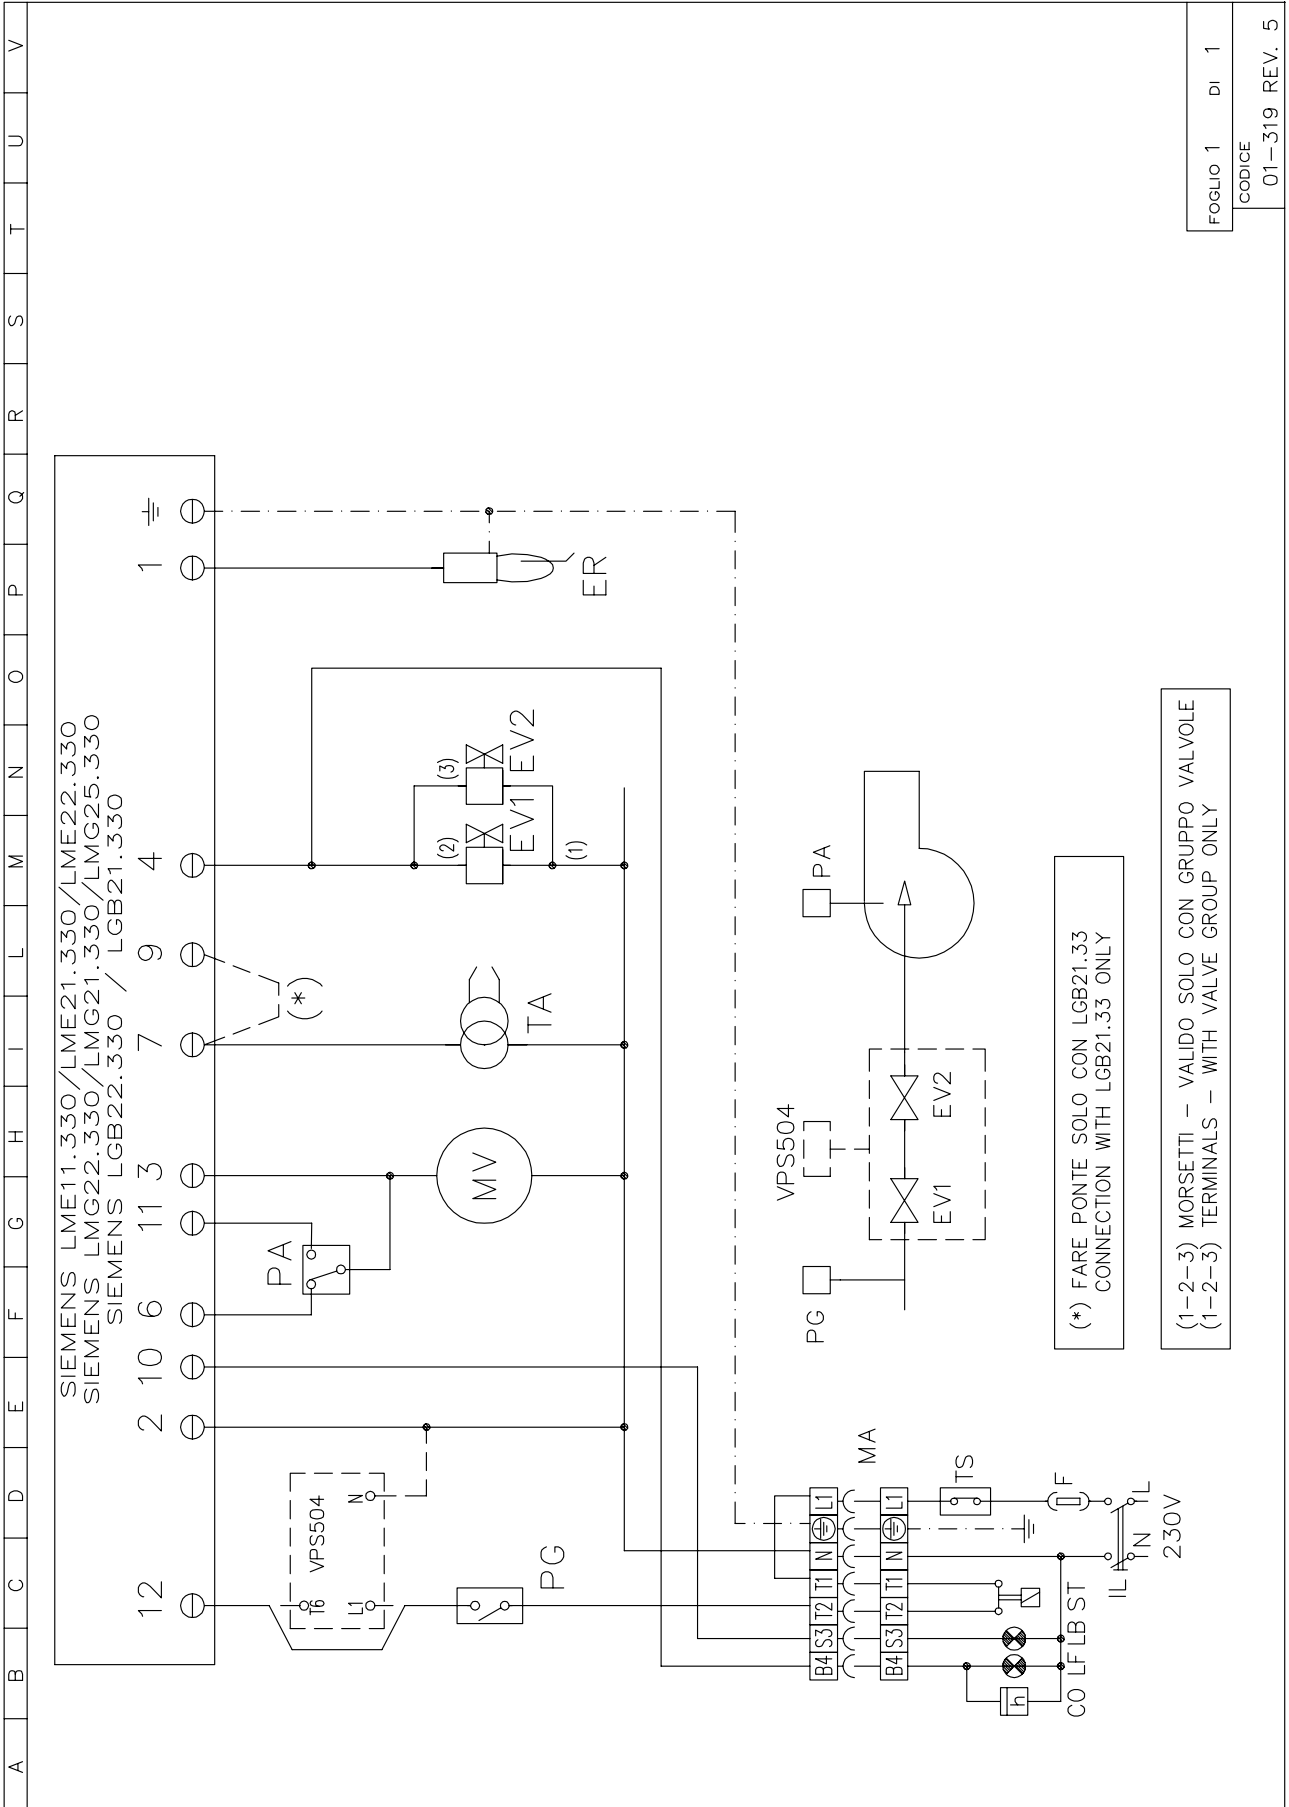 A B C D E F G H I L M N O P Q R S T U V
SIEMENS LME11.330/LME21.330/LME22.330
SIEMENS LMG22.330/LMG21.330/LMG25.330
SIEMENS LGB22.330 / LGB21.330
12 2 10 6 11 3 7 9 4 1
T6 VPS504 N
L1
PG
PA
MV
(*)
TA
(2) (3)
EV1 EV2
(1)
ER
B4 S3 T2 T1 N L1
MA
B4 S3 T2 T1 N L1
TS
h
F
CO LF LB ST
IL N L
230V
VPS504
PG
EV1 EV2
PA
(*) FARE PONTE SOLO CON LGB21.33
CONNECTION WITH LGB21.33 ONLY
(1-2-3) MORSETTI - VALIDO SOLO CON GRUPPO VALVOLE
(1-2-3) TERMINALS - WITH VALVE GROUP ONLY
FOGLIO 1 DI 1
CODICE
01-319 REV. 5